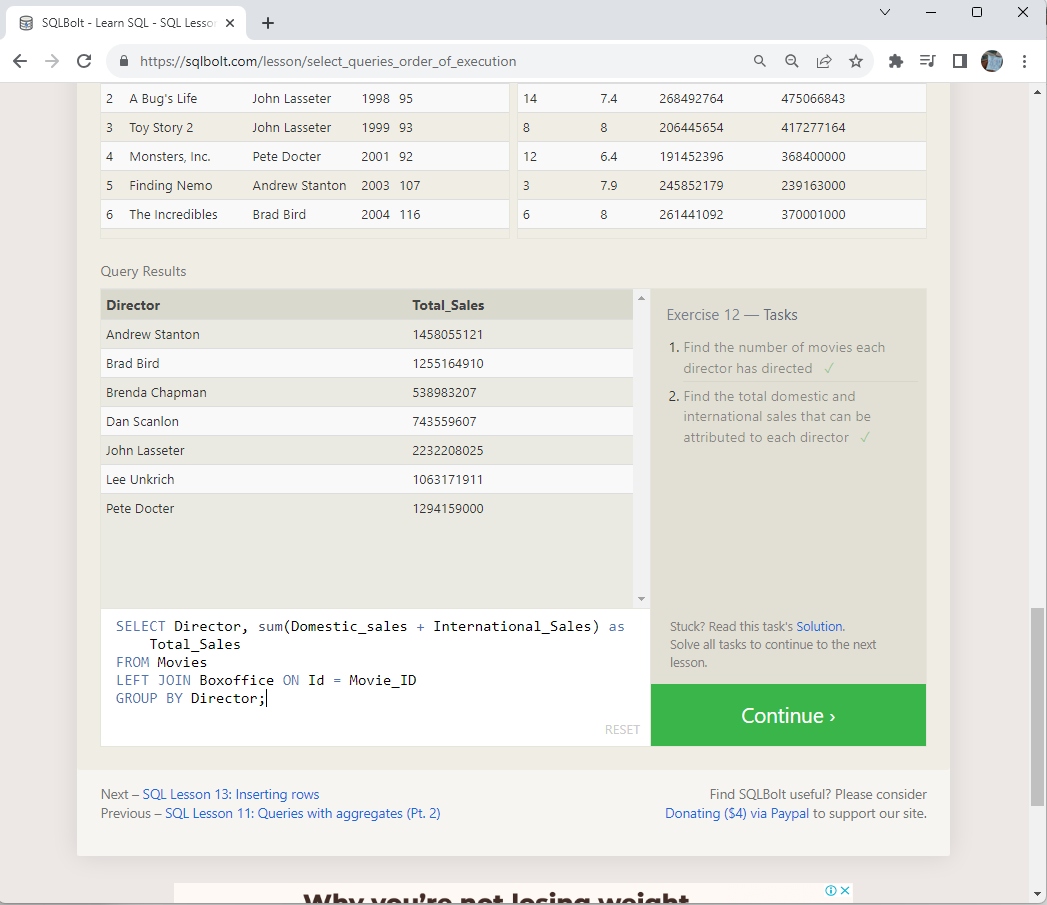 SQLBolt - Learn SQL - SQL Lesso
https://sqlbolt.com/lesson/select_queries_order_of_execution
2 A Bug's Life John Lasseter 1998 95 14 7.4 268492764 475066843
3 Toy Story 2 John Lasseter 1999 93 8 8 206445654 417277164
4 Monsters, Inc. Pete Docter 2001 92 12 6.4 191452396 368400000
5 Finding Nemo Andrew Stanton 2003 107 3 7.9 245852179 239163000
6 The Incredibles Brad Bird 2004 116 6 8 261441092 370001000
Query Results
Director Total_Sales
Andrew Stanton 1458055121
Brad Bird 1255164910
Brenda Chapman 538983207
Dan Scanlon 743559607
John Lasseter 2232208025
Lee Unkrich 1063171911
Pete Docter 1294159000
Exercise 12 — Tasks
1. Find the number of movies each
director has directed ✓
2. Find the total domestic and
international sales that can be
attributed to each director ✓
SELECT Director, sum(Domestic_sales + International_Sales) as
Total_Sales
FROM Movies
LEFT JOIN Boxoffice ON Id = Movie_ID
GROUP BY Director;
RESET
Stuck? Read this task's Solution.
Solve all tasks to continue to the next
lesson.
Continue ›
Next – SQL Lesson 13: Inserting rows
Previous – SQL Lesson 11: Queries with aggregates (Pt. 2)
Find SQLBolt useful? Please consider
Donating ($4) via Paypal to support our site.
Why you're not losing weight